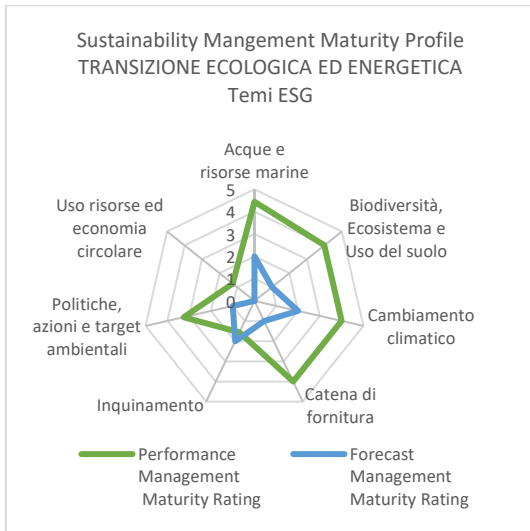 Sustainability Mangement Maturity Profile
TRANSIZIONE ECOLOGICA ED ENERGETICA
Temi ESG
Acque e
risorse marine
Biodiversità,
Ecosistema e
Uso del suolo
Cambiamento
climatico
Catena di
fornitura
Inquinamento
Politiche,
azioni e target
ambientali
Uso risorse ed
economia
circolare
5
4
3
2
1
0
Performance
Management
Maturity Rating
Forecast
Management
Maturity Rating